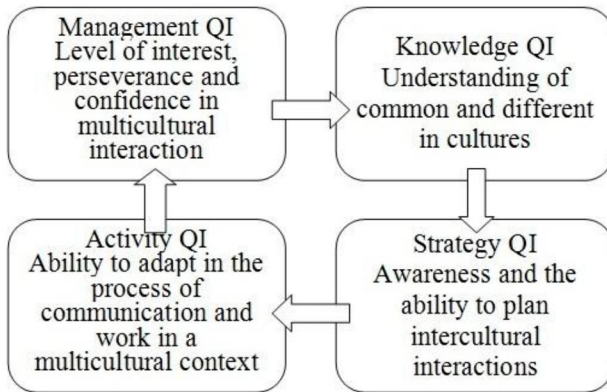 Management QI
Level of interest,
perseverance and
confidence in
multicultural
interaction
Knowledge QI
Understanding of
common and different
in cultures
Activity QI
Ability to adapt in the
process of
communication and
work in a
multicultural context
Strategy QI
Awareness and the
ability to plan
intercultural
interactions